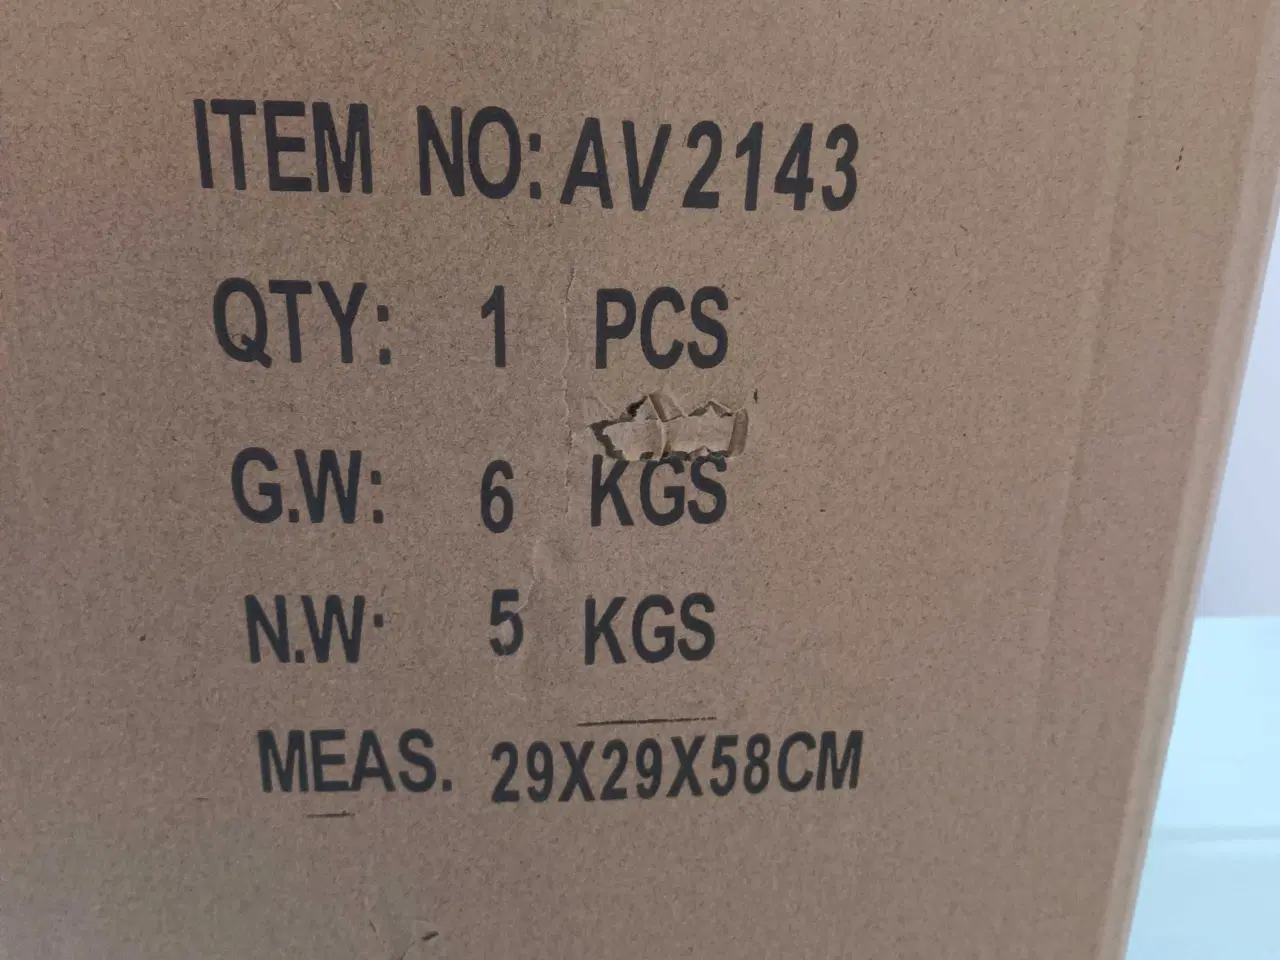 ITEM NO: AV2143
QTY: 1 PCS
G.W: 6 KGS
N.W· 5 KGS
MEAS. 29X29X58CM